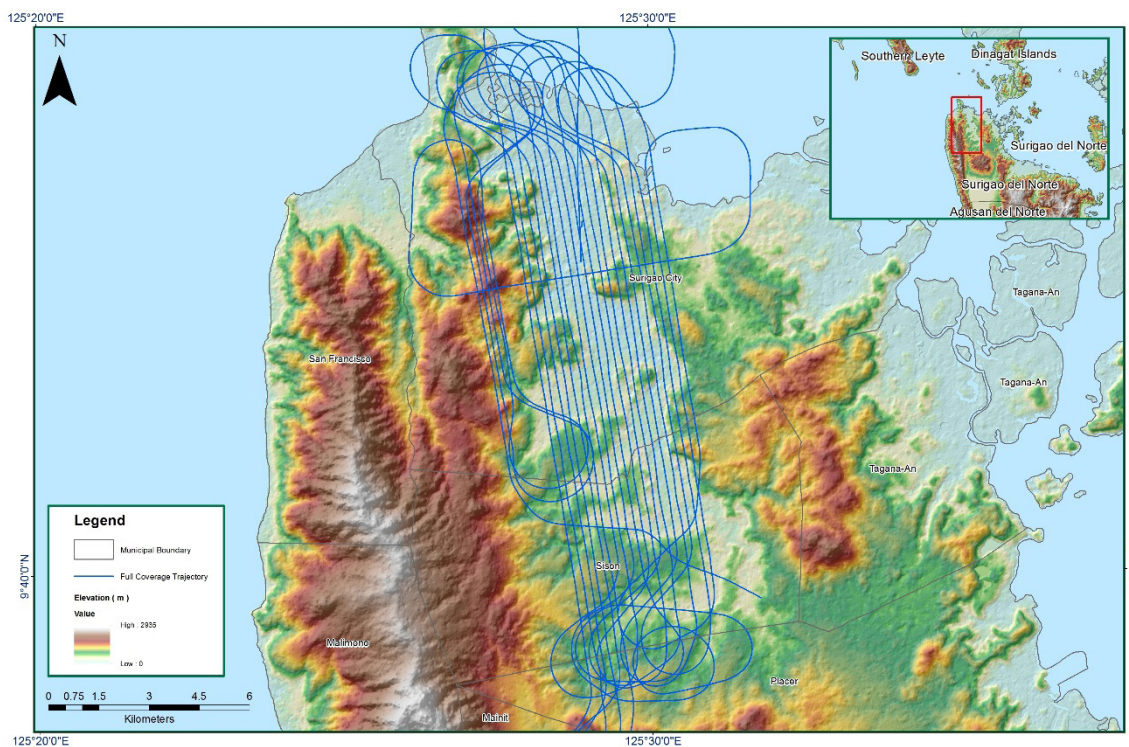 125°20'0"E
125°30'0"E
N
Southern Leyte
Dinagat Islands
Surigao del Norte
Surigao del Norte
Agusan del Norte
Surigao City
Tagana-An
San Francisco
Tagana-An
Tagana-An
Legend
Municipal Boundary
Full Coverage Trajectory
Elevation ( m )
Value
High : 2935
Low : 0
9°40'0"N
Sison
Malimono
Placer
Mainit
0 0.75 1.5 3 4.5 6
Kilometers
125°20'0"E
125°30'0"E